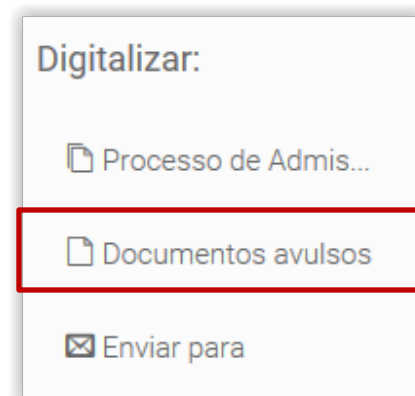 Digitalizar:
Processo de Admis...
Documentos avulsos
Enviar para